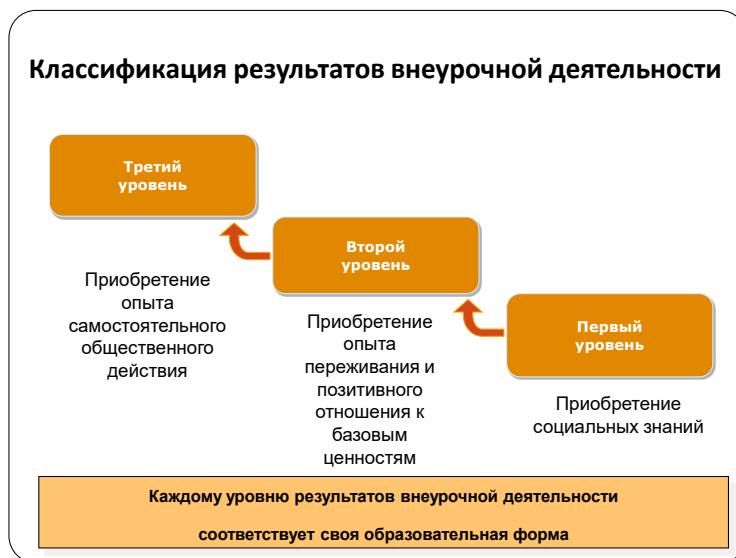 Классификация результатов внеурочной деятельности
Третий
уровень
Приобретение
опыта
самостоятельного
общественного
действия
Второй
уровень
Приобретение
опыта
переживания и
позитивного
отношения к
базовым
ценностям
Первый
уровень
Приобретение
социальных знаний
Каждому уровню результатов внеурочной деятельности
соответствует своя образовательная форма